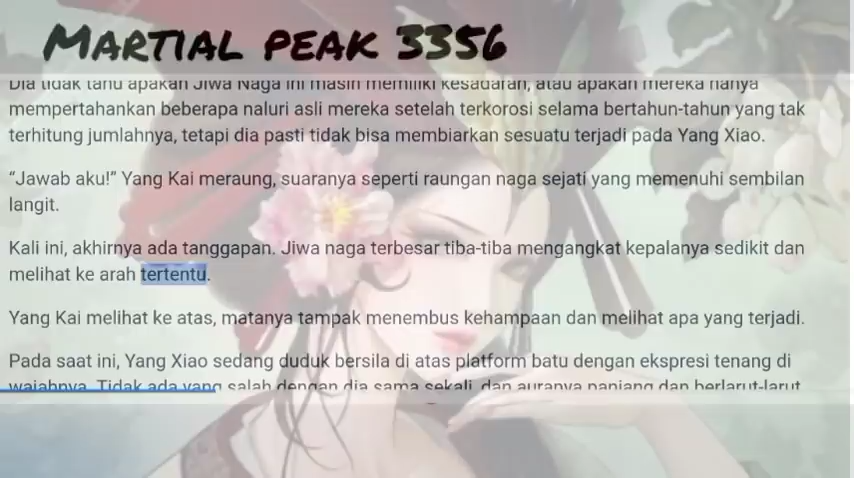 MARTIAL PEAK 3356
Dia tidak tahu apakah Jiwa Naga ini masih memiliki kesadaran, atau apakah mereka hanya
mempertahankan beberapa naluri asli mereka setelah terkorosi selama bertahun-tahun yang tak
terhitung jumlahnya, tetapi dia pasti tidak bisa membiarkan sesuatu terjadi pada Yang Xiao.
“Jawab aku!” Yang Kai meraung, suaranya seperti raungan naga sejati yang memenuhi sembilan
langit.
Kali ini, akhirnya ada tanggapan. Jiwa naga terbesar tiba-tiba mengangkat kepalanya sedikit dan
melihat ke arah tertentu.
Yang Kai melihat ke atas, matanya tampak menembus kehampaan dan melihat apa yang terjadi.
Pada saat ini, Yang Xiao sedang duduk bersila di atas platform batu dengan ekspresi tenang di
wajahnya. Tidak ada yang salah dengan dia sama sekali, dan auranya panjang dan berlarut-larut